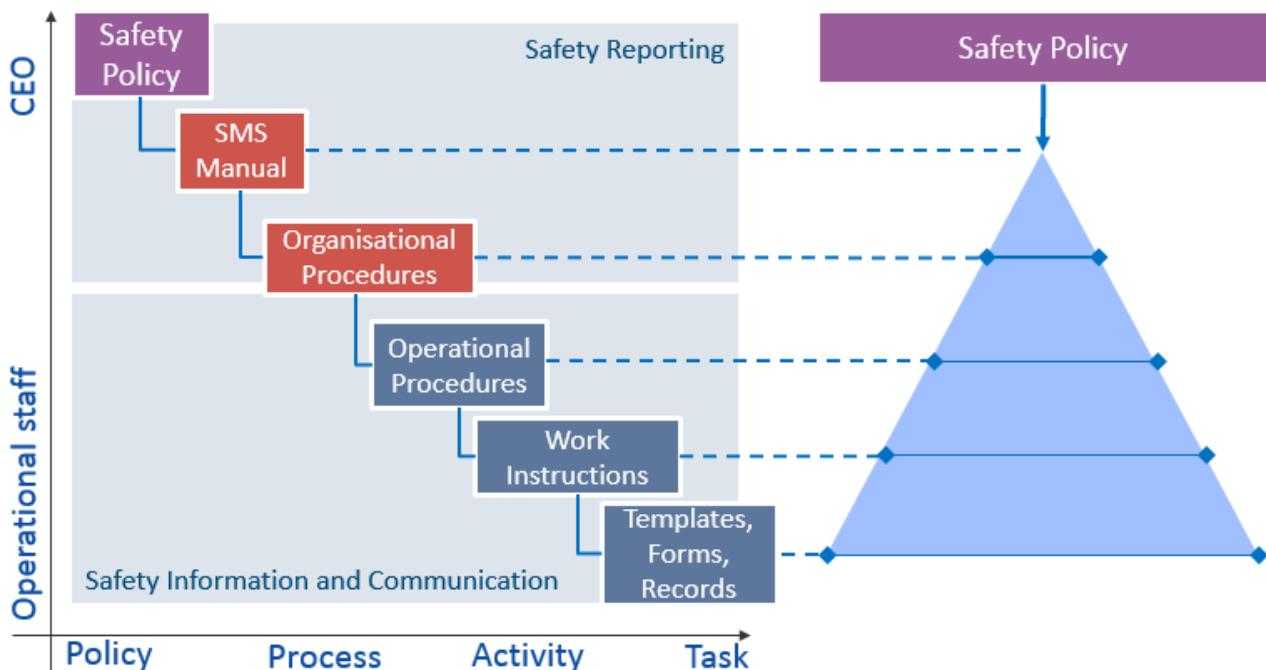 CEO
Operational staff
Safety
Policy
Safety Reporting
Safety Policy
SMS
Manual
Organisational
Procedures
Operational
Procedures
Work
Instructions
Templates,
Forms,
Records
Safety Information and Communication
Policy
Process
Activity
Task